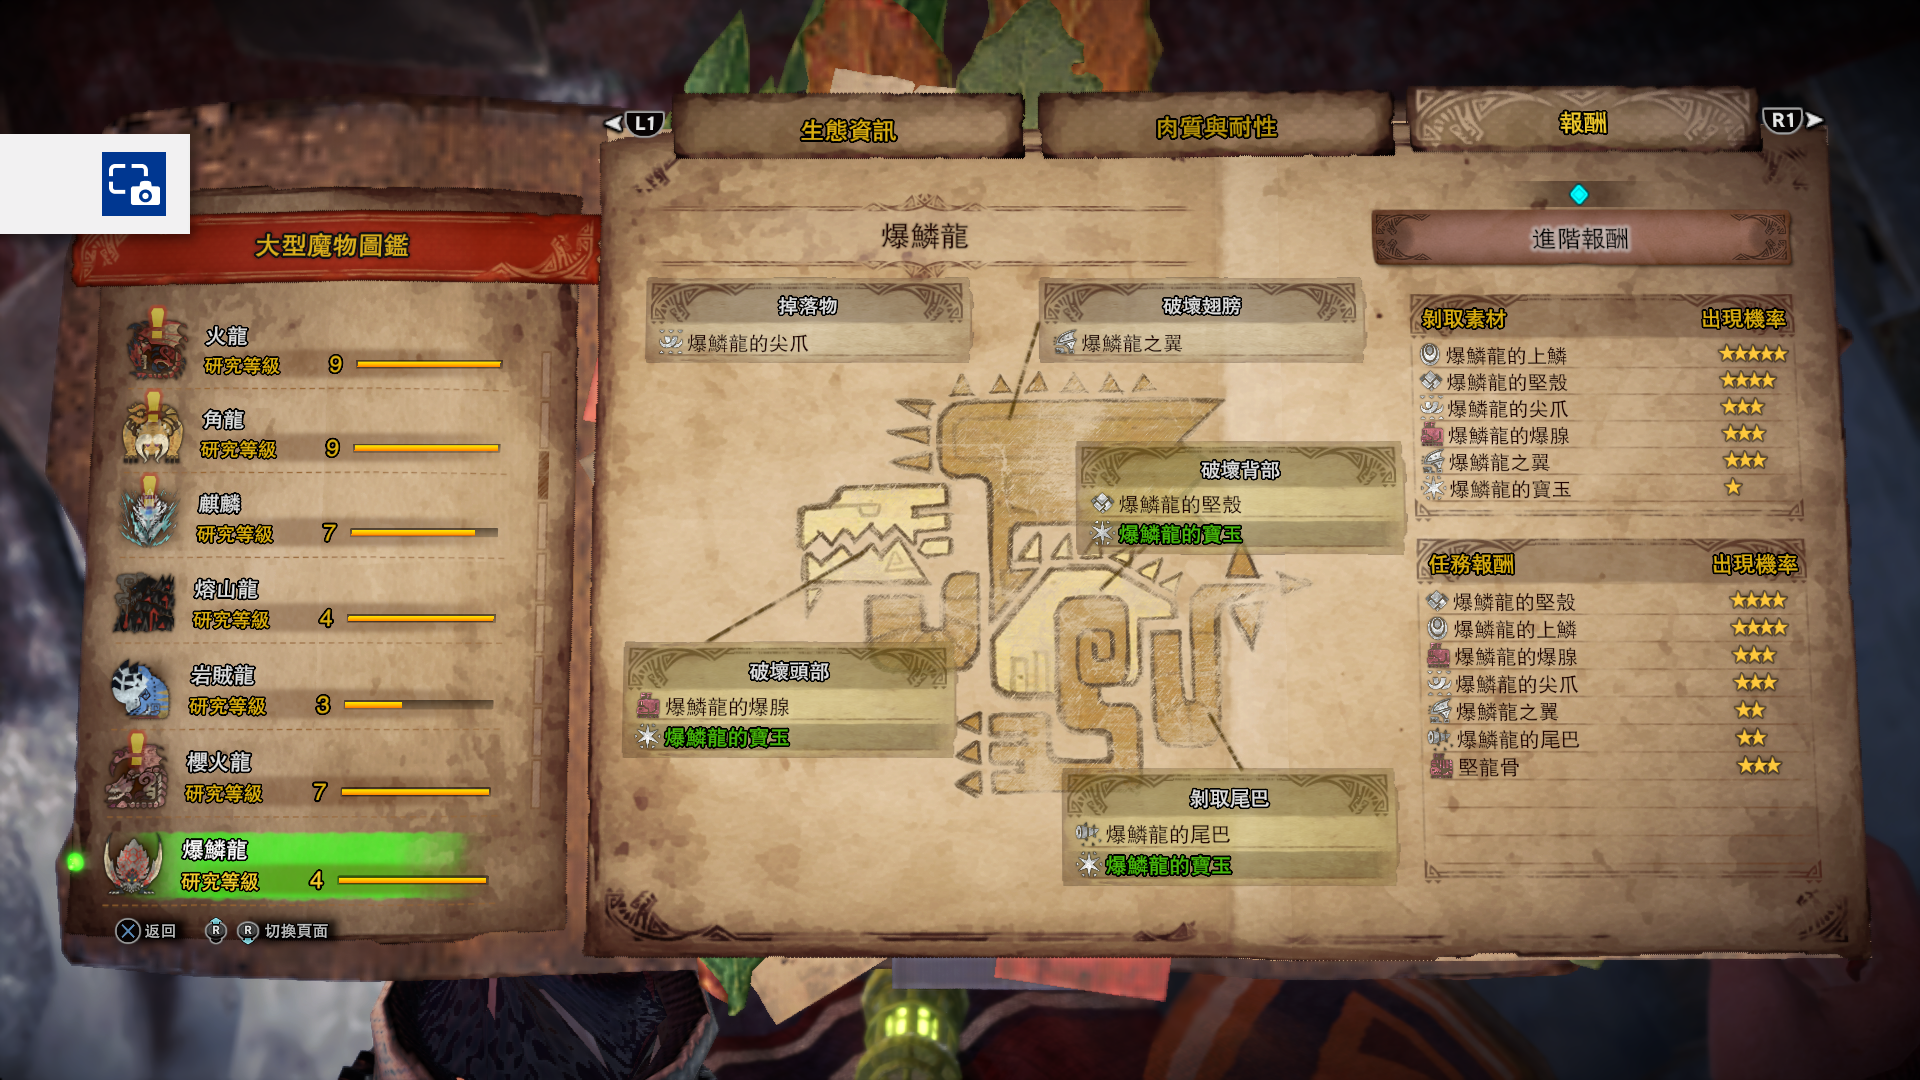 L1
生態資訊
肉質與耐性
報酬
R1
大型魔物圖鑑
火龍
研究等級 9
角龍
研究等級 9
麒麟
研究等級 7
熔山龍
研究等級 4
岩賊龍
研究等級 3
櫻火龍
研究等級 7
爆鱗龍
研究等級 4
返回
R
R
切換頁面
爆鱗龍
掉落物
爆鱗龍的尖爪
破壞翅膀
爆鱗龍之翼
破壞背部
爆鱗龍的堅殼
爆鱗龍的寶玉
破壞頭部
爆鱗龍的爆腺
爆鱗龍的寶玉
剝取尾巴
爆鱗龍的尾巴
爆鱗龍的寶玉
進階報酬
剝取素材 出現機率
爆鱗龍的上鱗 ★★★★★
爆鱗龍的堅殼 ★★★★
爆鱗龍的尖爪 ★★★
爆鱗龍的爆腺 ★★★
爆鱗龍之翼 ★★★
爆鱗龍的寶玉 ★
任務報酬 出現機率
爆鱗龍的堅殼 ★★★★
爆鱗龍的上鱗 ★★★★
爆鱗龍的爆腺 ★★★
爆鱗龍的尖爪 ★★★
爆鱗龍之翼 ★★
爆鱗龍的尾巴 ★★
堅龍骨 ★★★